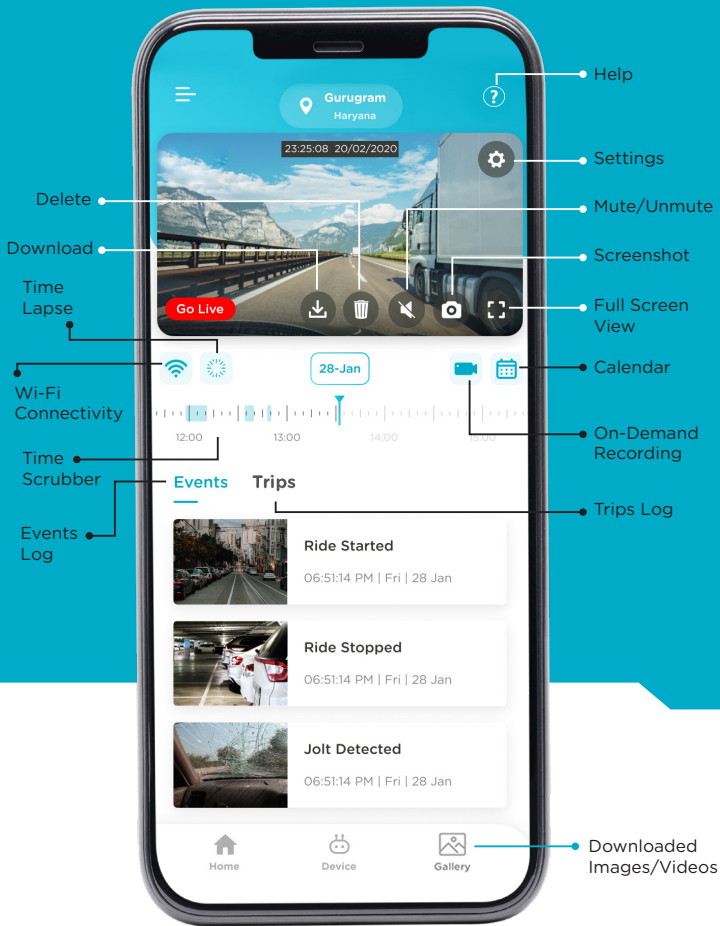 Help
Gurugram
Haryana
23:25:08 20/02/2020
Settings
Delete
Mute/Unmute
Download
Screenshot
Time
Lapse
Go Live
Full Screen
View
28-Jan
Calendar
Wi-Fi
Connectivity
12:00 13:00 14:00 15:00
On-Demand
Recording
Time
Scrubber
Events Trips
Trips Log
Events
Log
Ride Started
06:51:14 PM | Fri | 28 Jan
Ride Stopped
06:51:14 PM | Fri | 28 Jan
Jolt Detected
06:51:14 PM | Fri | 28 Jan
Home Device Gallery
Downloaded
Images/Videos